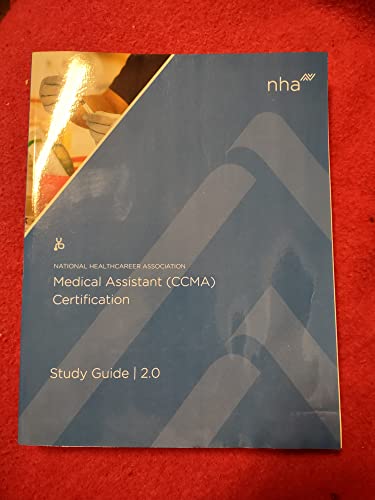 nha
NATIONAL HEALTHCAREER ASSOCIATION
Medical Assistant (CCMA)
Certification
Study Guide | 2.0